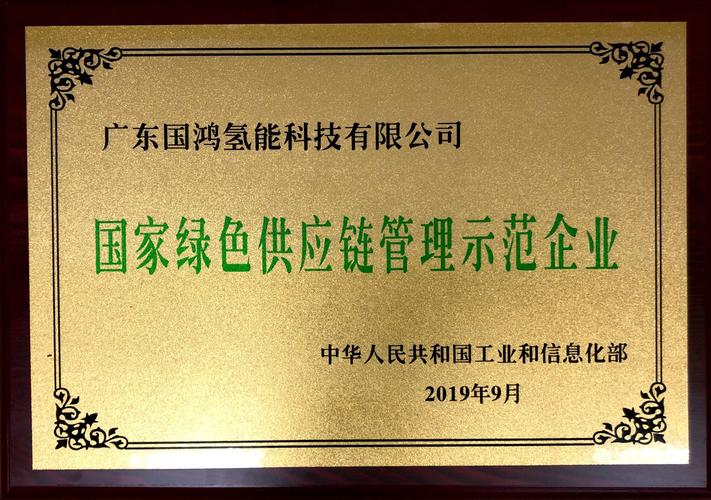 广东国鸿氢能科技有限公司
国家绿色供应链管理示范企业
中华人民共和国工业和信息化部
2019年9月